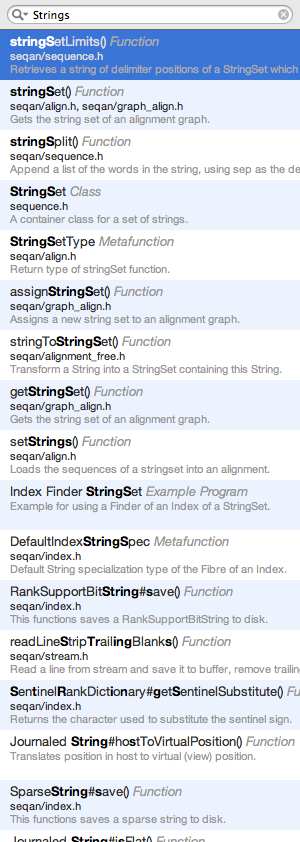 Strings
stringSetLimits() Function
seqan/sequence.h
Retrieves a string of delimiter positions of a StringSet which
stringSet() Function
seqan/align.h, seqan/graph_align.h
Gets the string set of an alignment graph.
stringSplit() Function
seqan/sequence.h
Append a list of the words in the string, using sep as the de
StringSet Class
sequence.h
A container class for a set of strings.
StringSetType Metafunction
seqan/align.h
Return type of stringSet function.
assignStringSet() Function
seqan/graph_align.h
Assigns a new string set to an alignment graph.
stringToStringSet() Function
seqan/alignment_free.h
Transform a String into a StringSet containing this String.
getStringSet() Function
seqan/graph_align.h
Gets the string set of an alignment graph.
setStrings() Function
seqan/align.h
Loads the sequences of a stringset into an alignment.
Index Finder StringSet Example Program
Example for using a Finder of an Index of a StringSet.
DefaultIndexStringSpec Metafunction
seqan/index.h
Default String specialization type of the Fibre of an Index.
RankSupportBitString#save() Function
seqan/index.h
This functions saves a RankSupportBitString to disk.
readLineStripTrailingBlanks() Function
seqan/stream.h
Read a line from stream and save it to buffer, remove trailin
SentinelRankDictionary#getSentinelSubstitute() Fu
seqan/index.h
Returns the character used to substitute the sentinel sign.
Journaled String#hostToVirtualPosition() Function
Translates position in host to virtual (view) position.
SparseString#save() Function
seqan/index.h
This functions saves a sparse string to disk.
Journaled String#isFlat() Function